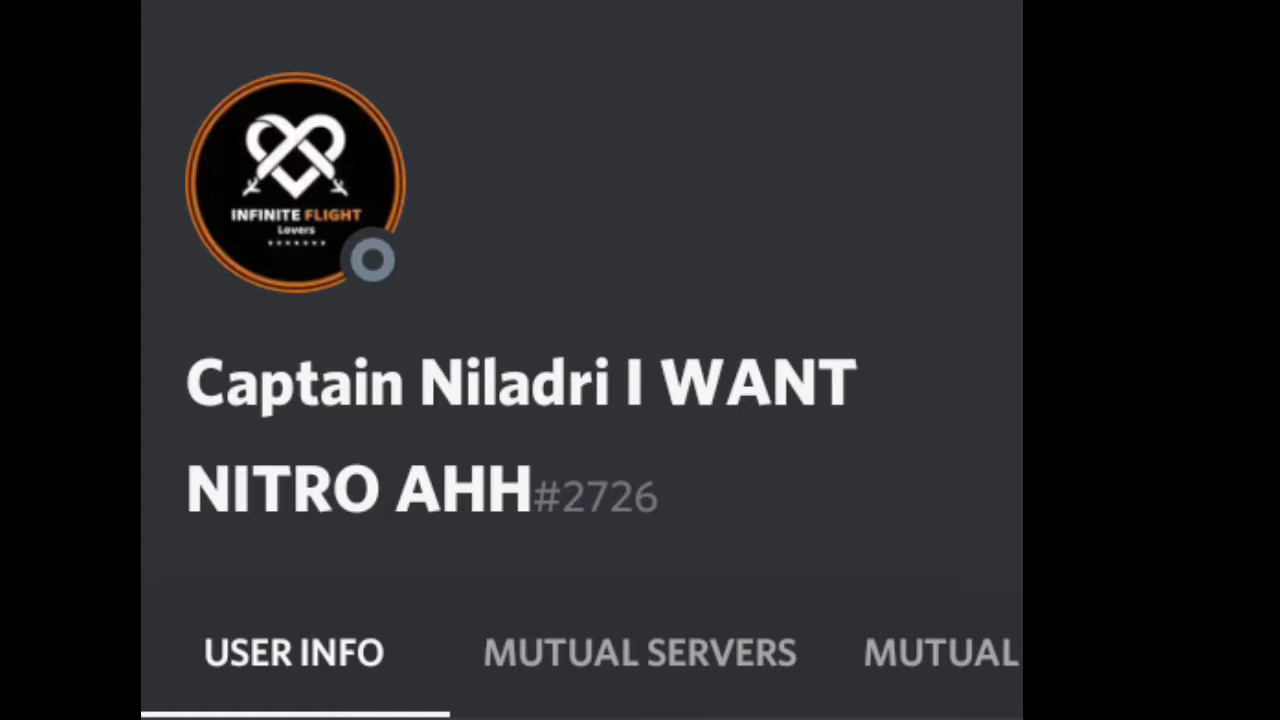 INFINITE FLIGHT
Lovers
Captain Niladri I WANT
NITRO AHH#2726
USER INFO
MUTUAL SERVERS
MUTUAL